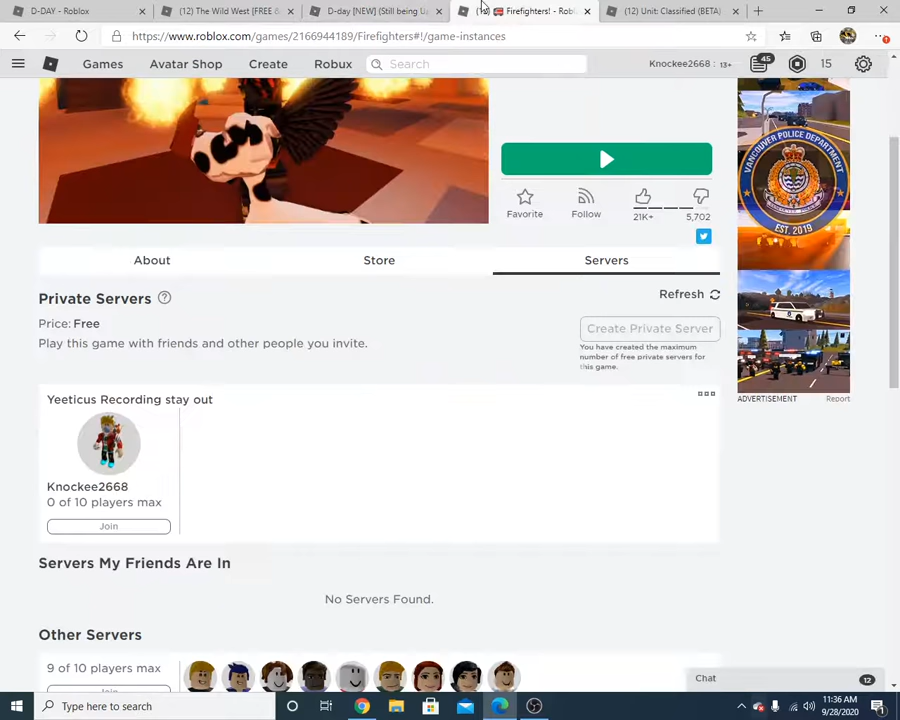 D-DAY - Roblox
(12) The Wild West [FREE &
D-day [NEW] (Still being U
Firefighters! - Robl
(12) Unit: Classified (BETA)
https://www.roblox.com/games/2166944189/Firefighters#!/game-instances
Games
Avatar Shop
Create
Robux
Search
Knockee2668 : 13+
45
15
Favorite
Follow
21K+
5,702
VANCOUVER POLICE DEPARTMENT
EST. 2019
About
Store
Servers
Private Servers
Refresh
Price: Free
Create Private Server
Play this game with friends and other people you invite.
You have created the maximum
number of free private servers for
this game.
ADVERTISEMENT
Report
Yeeticus Recording stay out
Knockee2668
0 of 10 players max
Join
Servers My Friends Are In
No Servers Found.
Other Servers
9 of 10 players max
Join
Chat
12
Type here to search
11:36 AM
9/28/2020